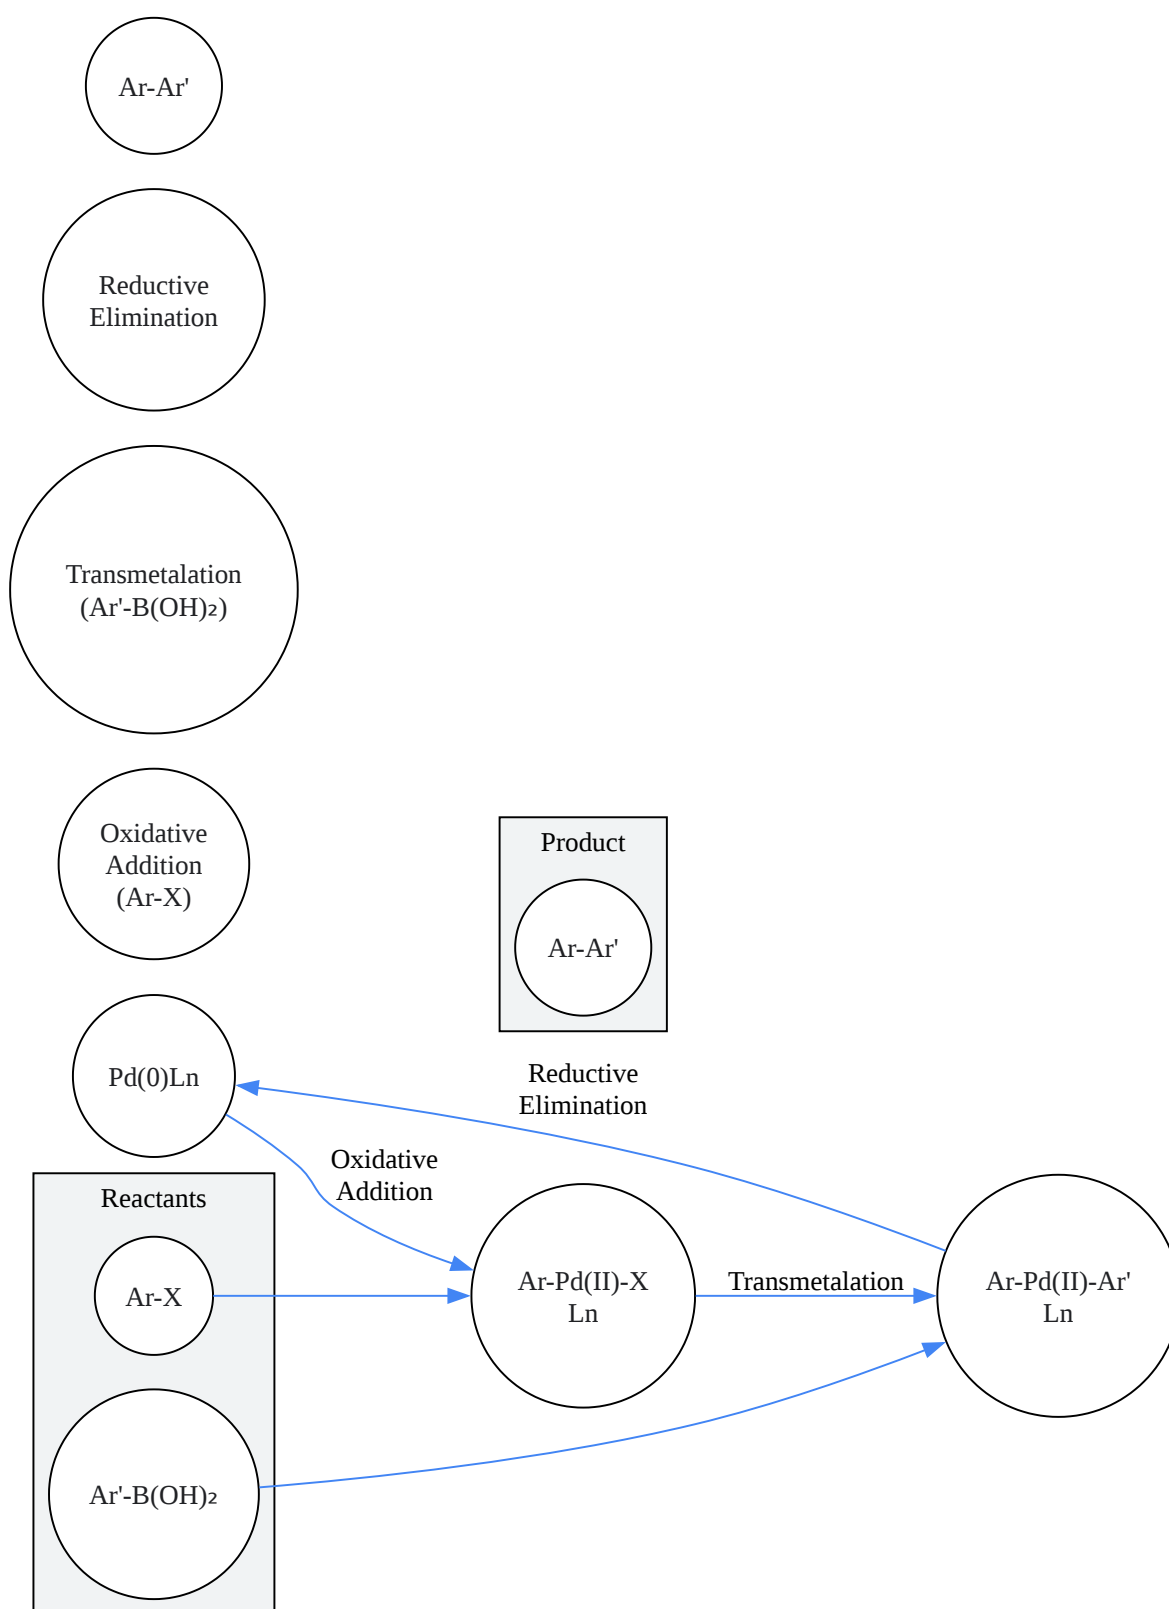 Ar-Ar'
Reductive
Elimination
Transmetalation
(Ar'-B(OH)₂)
Oxidative
Addition
(Ar-X)
Product
Ar-Ar'
Pd(0)Ln
Reductive
Elimination
Oxidative
Addition
Reactants
Ar-X
Ar-Pd(II)-X
Ln
Transmetalation
Ar-Pd(II)-Ar'
Ln
Ar'-B(OH)₂